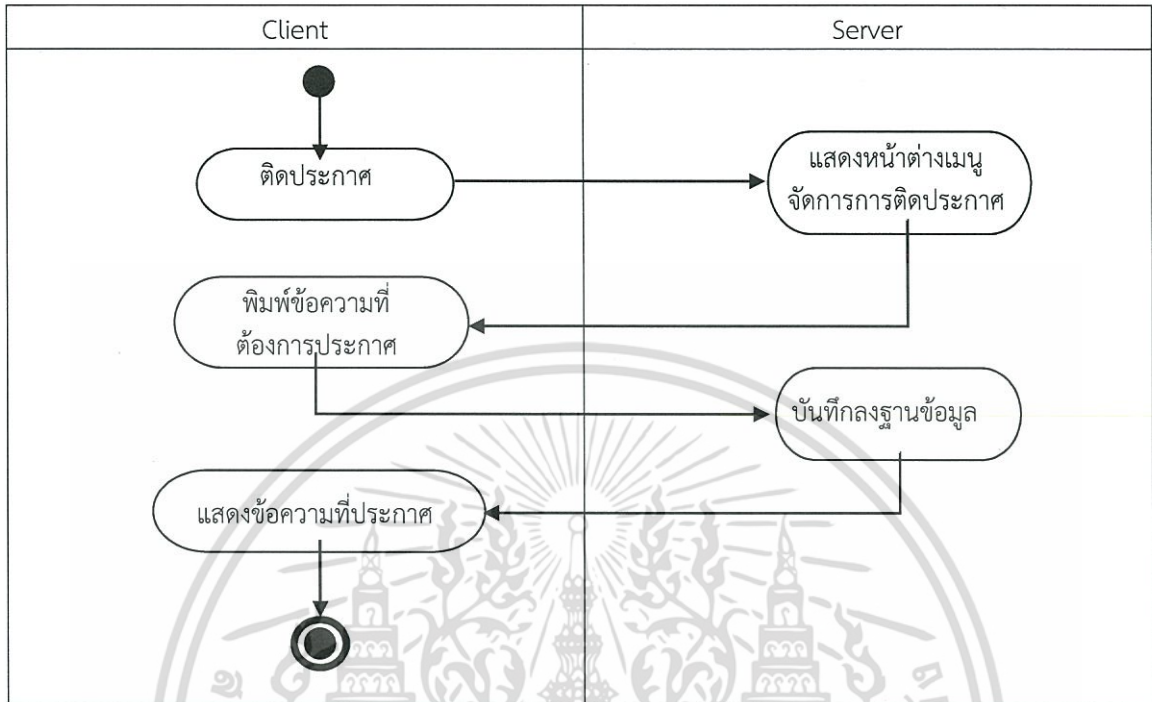 Client
Server
ติดประกาศ
แสดงหน้าต่างเมนู
จัดการการติดประกาศ
พิมพ์ข้อความที่
ต้องการประกาศ
บันทึกลงฐานข้อมูล
แสดงข้อความที่ประกาศ